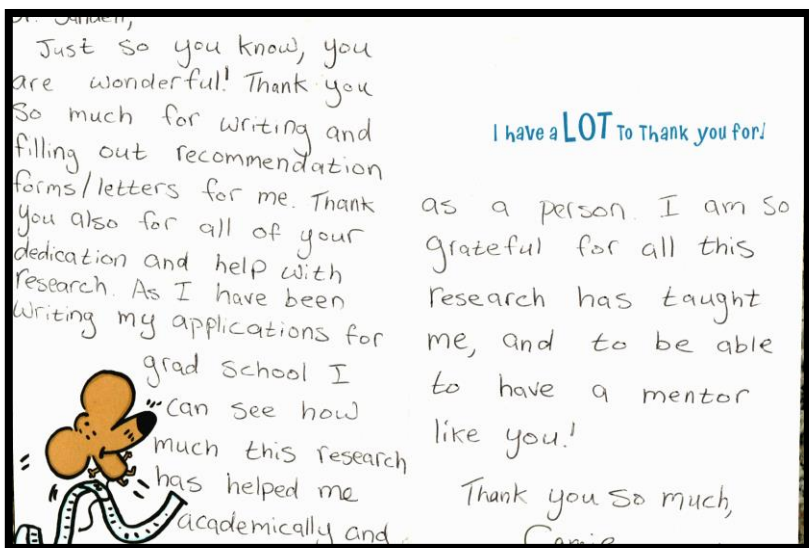 Just so you know, you
are wonderful! Thank you
So much for writing and
filling out recommendation
forms/letters for me. Thank
you also for all of your
dedication and help with
research. As I have been
writing my applications for
grad school I
can see how
much this research
has helped me
academically and
I have a LOT To Thank you for!
as a person. I am so
grateful for all this
research has taught
me, and to be able
to have a mentor
like you!
Thank you so much,